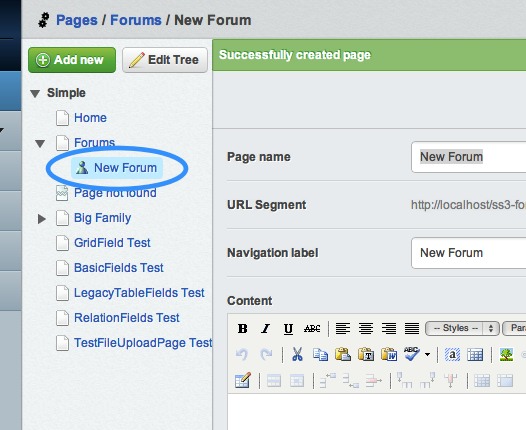 Pages / Forums / New Forum
Add new
Edit Tree
Successfully created page
Simple
Home
Forums
New Forum
Page not found
Big Family
GridField Test
BasicFields Test
LegacyTableFields Test
RelationFields Test
TestFileUploadPage Test
Page name
New Forum
URL Segment
http://localhost/ss3-fo
Navigation label
New Forum
Content
B I U ABC
-- Styles --
Para
ABC